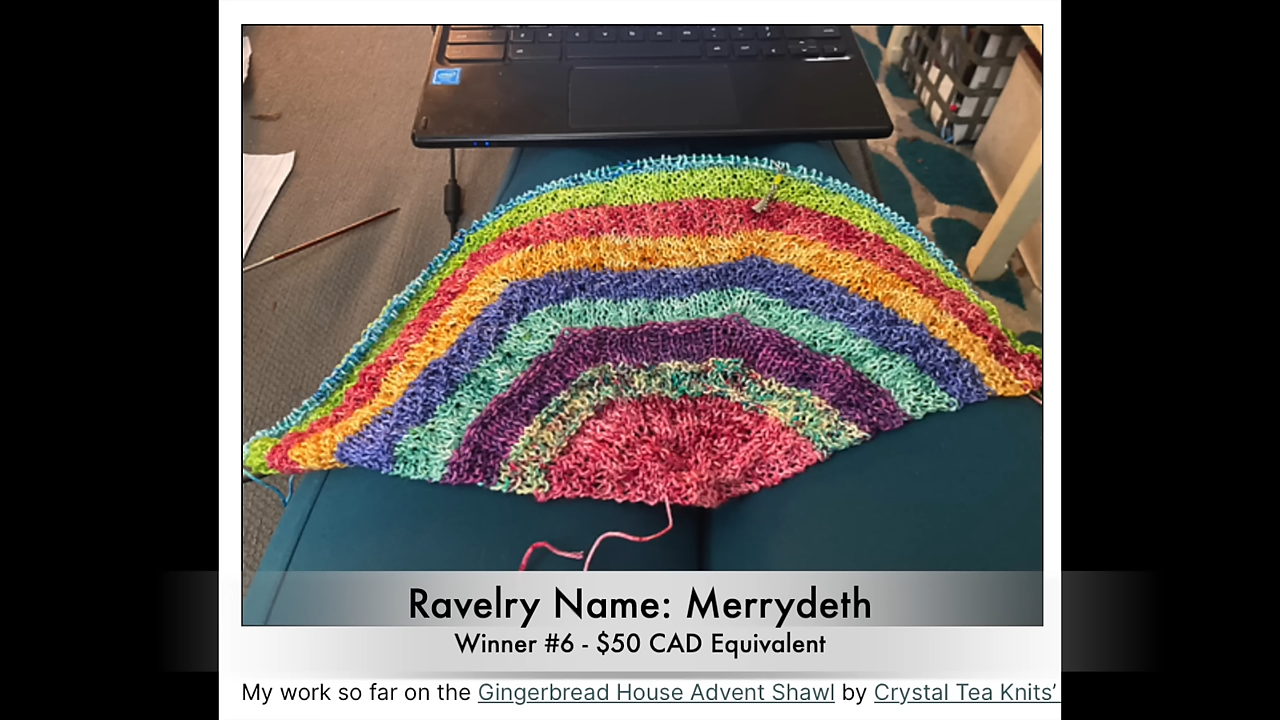 Ravelry Name: Merrydeth
Winner #6 - $50 CAD Equivalent
My work so far on the Gingerbread House Advent Shawl by Crystal Tea Knits’